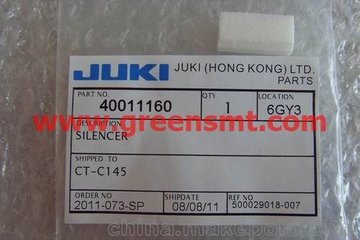 JUKI JUKI (HONG KONG) LTD.
PARTS
PART NO. QTY LOCATION
40011160 1 6GY3
www.greensmt.com
DESCRIPTION
SILENCER
SHIPPED TO
CT-C145
ORDER NO SHIPDATE REF NO
2011-073-SP 08/08/11 500029018-007
china.makepolo.com